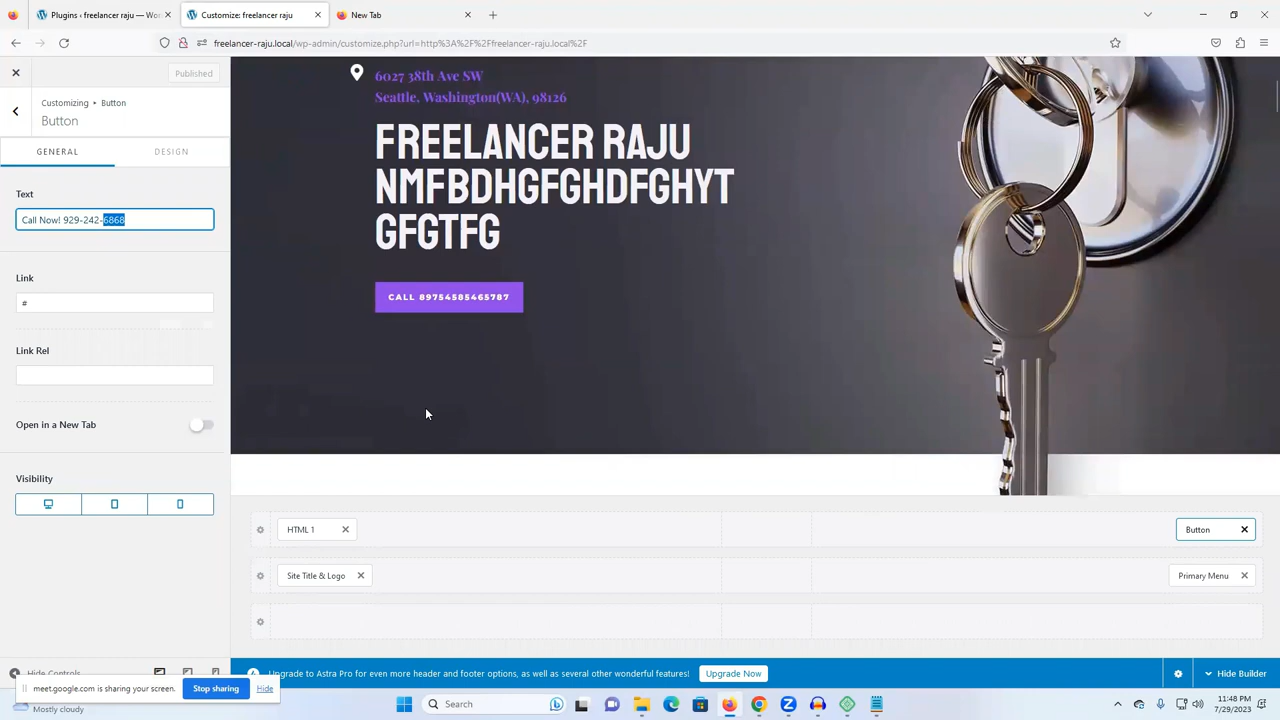 Plugins ‹ freelancer raju — Wo
Customize: freelancer raju
New Tab
freelancer-raju.local/wp-admin/customize.php?url=http%3A%2F%2Ffreelancer-raju.local%2F
Published
Customizing ▸ Button
Button
GENERAL
DESIGN
Text
Call Now! 929-242-6868
Link
#
Link Rel
Open in a New Tab
Visibility
Hide Controls
6027 38th Ave SW
Seattle, Washington(WA), 98126
FREELANCER RAJU
NMFBDHGFGHDFGHYT
GFGTFG
CALL 89754585465787
HTML 1
Button
Site Title & Logo
Primary Menu
Upgrade to Astra Pro for even more header and footer options, as well as several other wonderful features!
Upgrade Now
Hide Builder
meet.google.com is sharing your screen.
Stop sharing
Hide
Mostly cloudy
Search
11:48 PM
7/29/2023